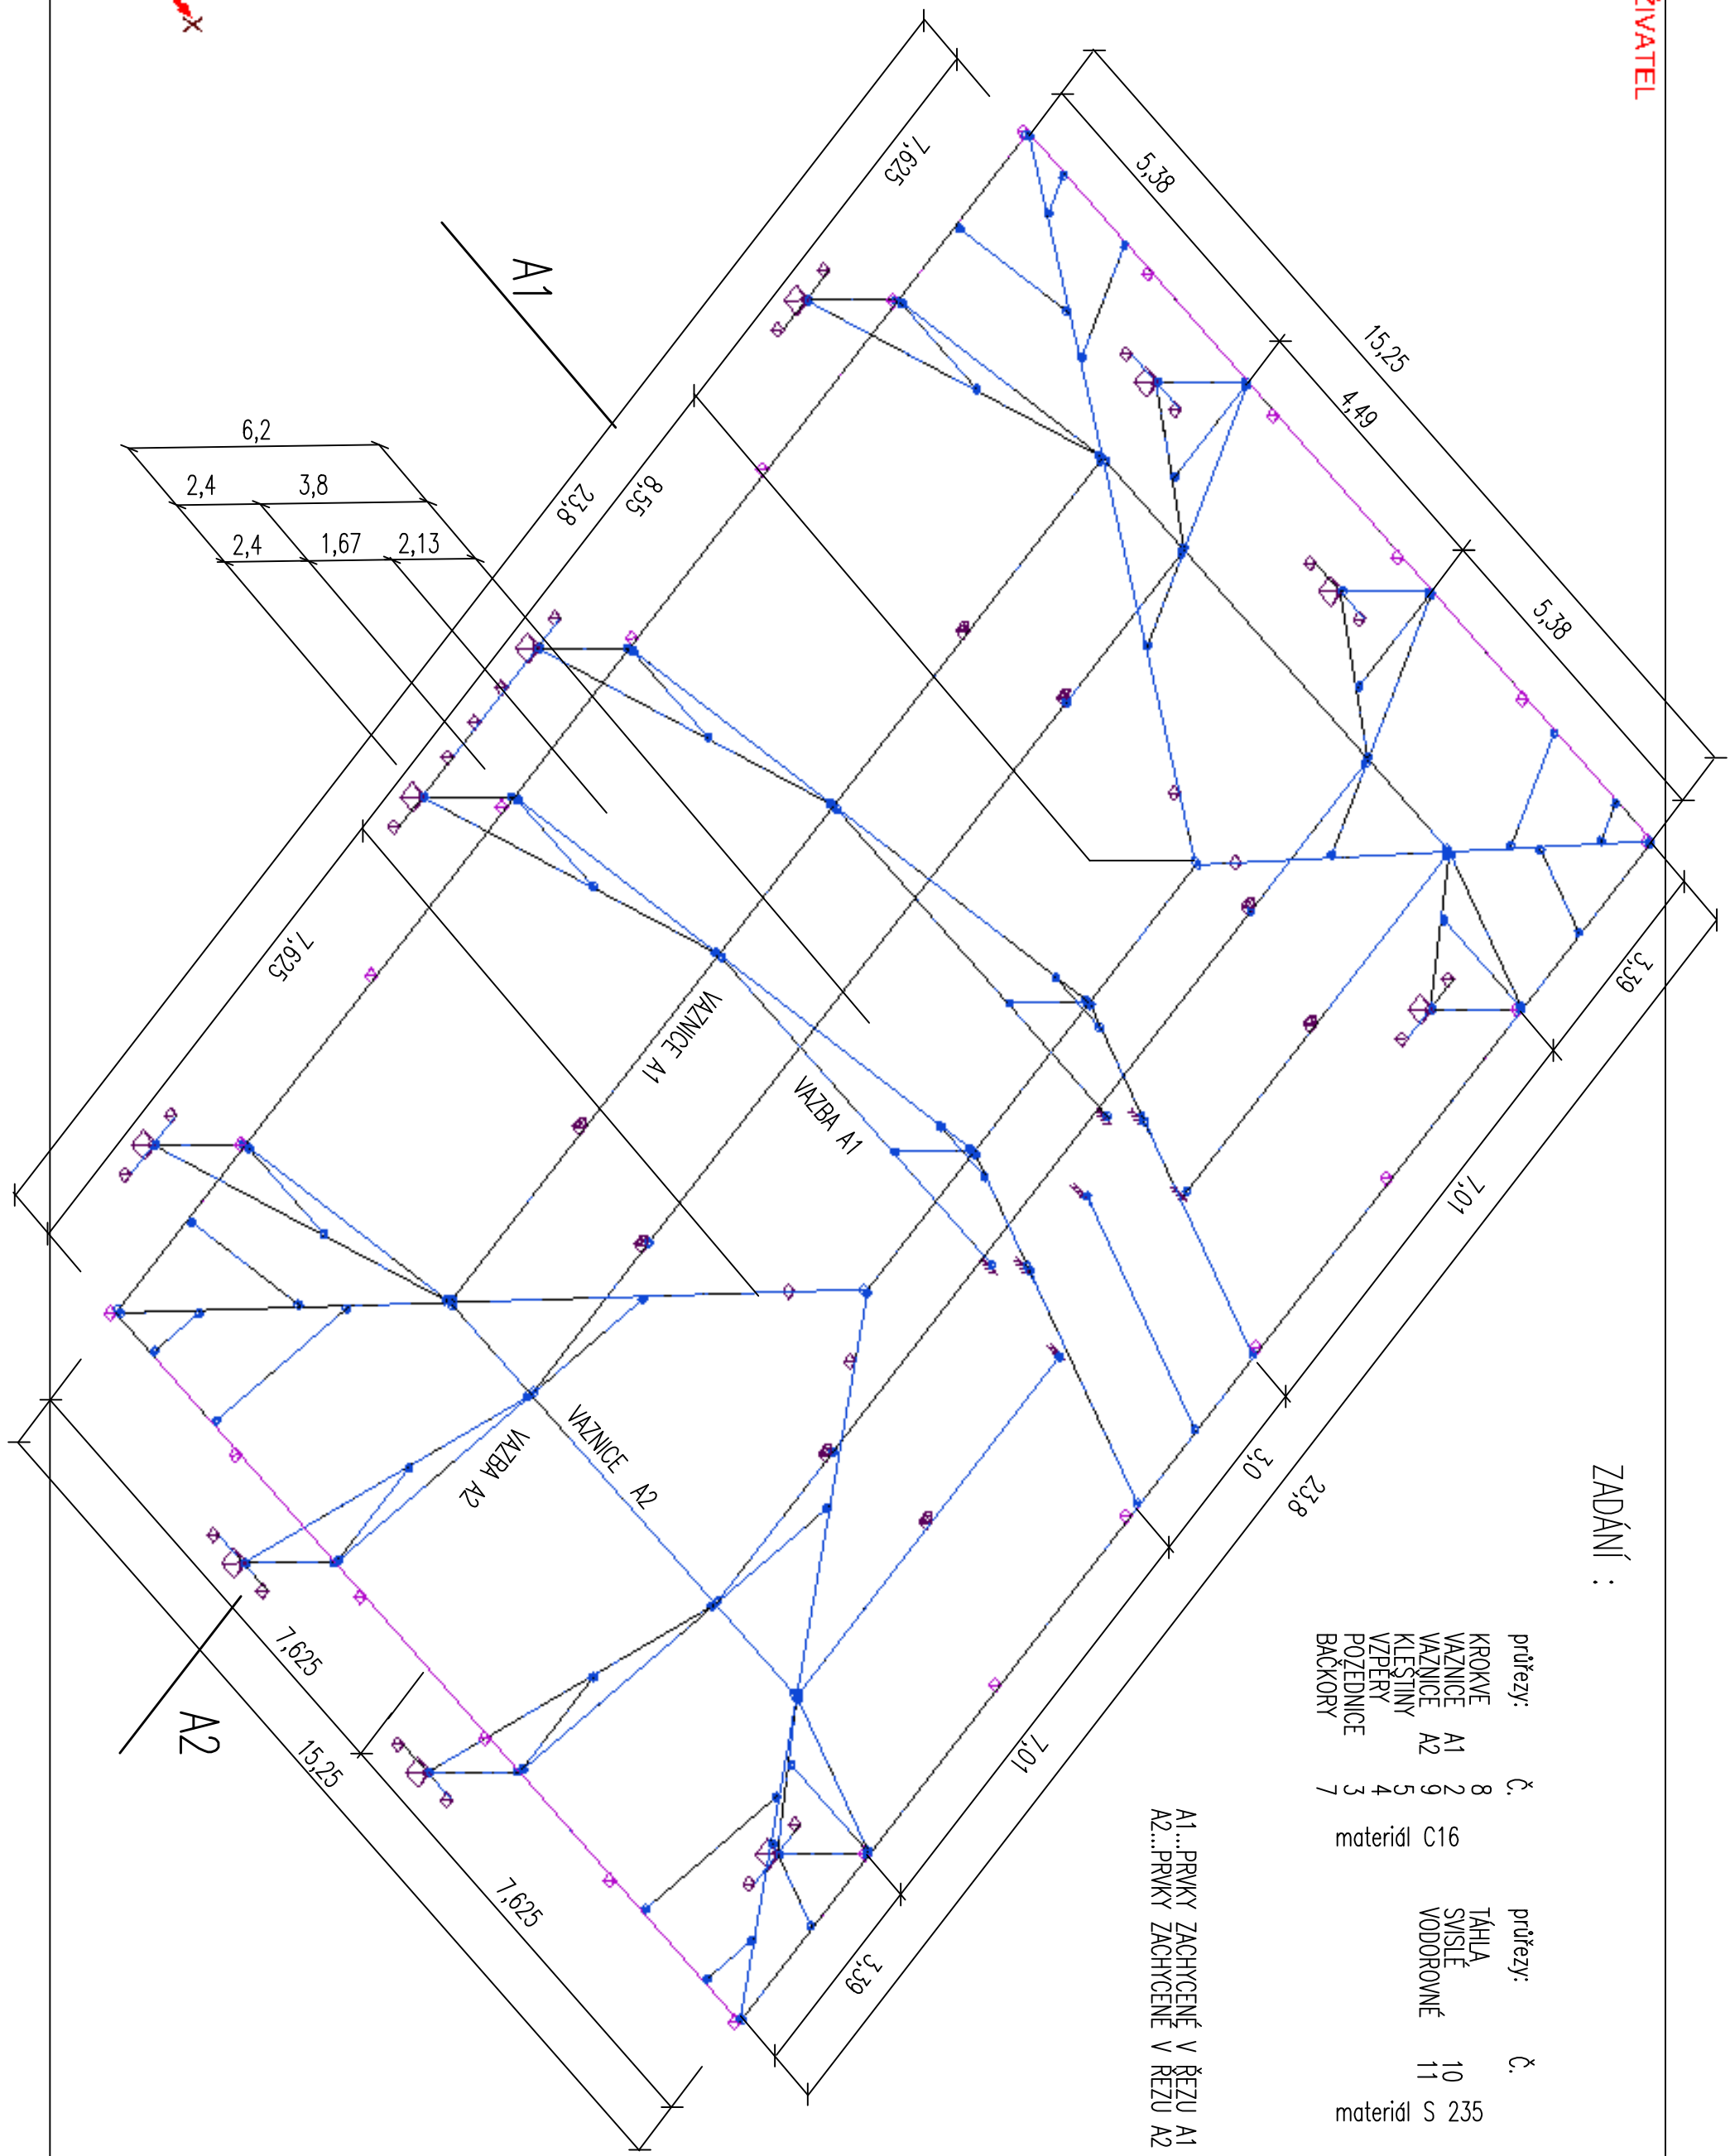 ŽIVATEL
X
ZADÁNÍ :
průřezy: Č.
KROKVE 8
VAZNICE A1 2
VAZNICE A2 9
KLEŠTINY 5
VZPĚRY 4
POZEDNICE 3
BAČKORY 7
materiál C16
průřezy: Č.
TÁHLA
SVISLÉ 10
VODOROVNÉ 11
materiál S 235
A1...PRVKY ZACHYCENÉ V ŘEZU A1
A2...PRVKY ZACHYCENÉ V ŘEZU A2
15,25
5,38
4,49
5,38
7,625
8,55
23,8
7,625
A1
6,2
2,4
3,8
2,4
1,67
2,13
3,39
7,01
3,0
23,8
7,01
3,39
VAZNICE A1
VAZBA A1
VAZNICE A2
VAZBA A2
7,625
15,25
7,625
A2